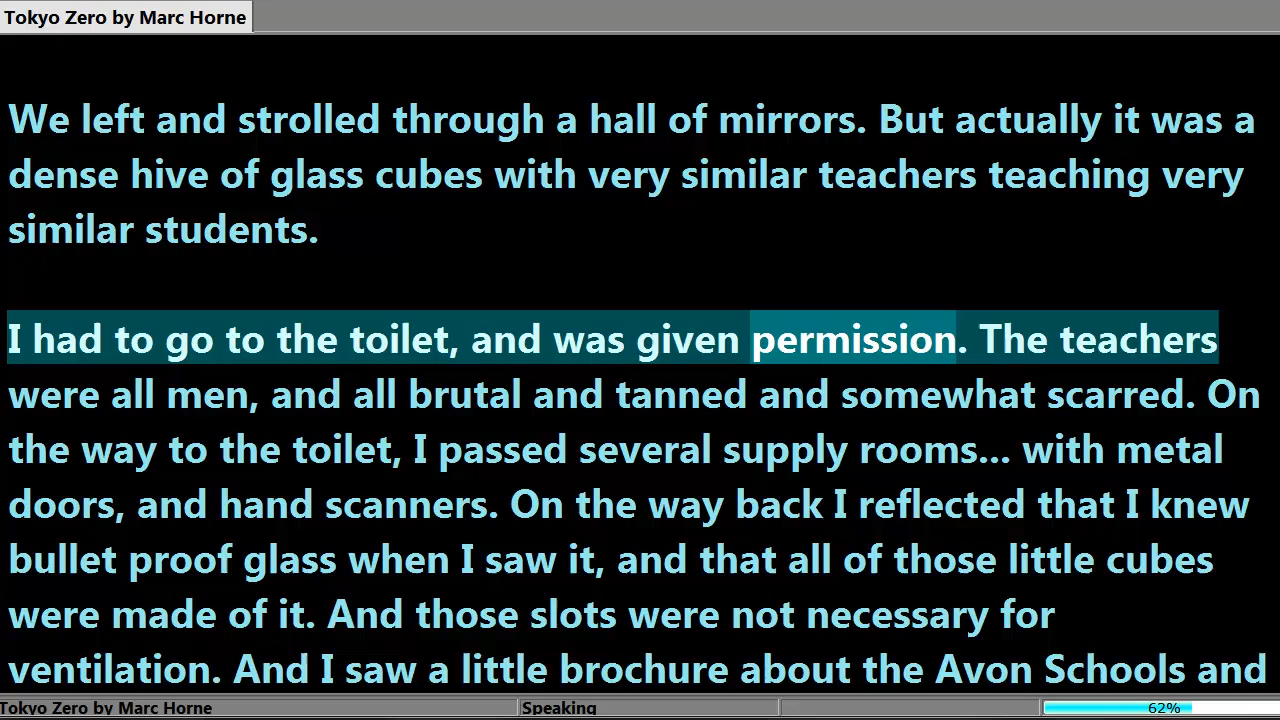 Tokyo Zero by Marc Horne
We left and strolled through a hall of mirrors. But actually it was a
dense hive of glass cubes with very similar teachers teaching very
similar students.
I had to go to the toilet, and was given permission. The teachers
were all men, and all brutal and tanned and somewhat scarred. On
the way to the toilet, I passed several supply rooms... with metal
doors, and hand scanners. On the way back I reflected that I knew
bullet proof glass when I saw it, and that all of those little cubes
were made of it. And those slots were not necessary for
ventilation. And I saw a little brochure about the Avon Schools and
Tokyo Zero by Marc Horne Speaking 62%